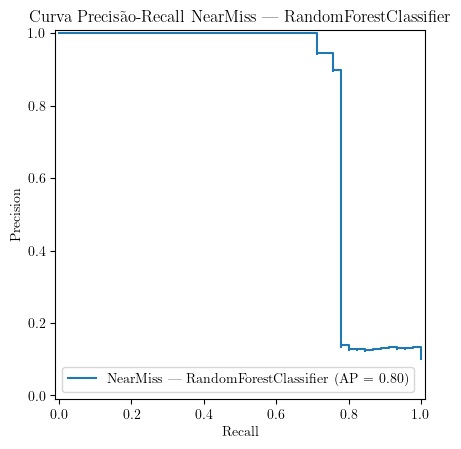 Curva Precisão-Recall NearMiss — RandomForestClassifier
1.0
0.8
0.6
0.4
0.2
0.0
Precision
NearMiss — RandomForestClassifier (AP = 0.80)
0.0 0.2 0.4 0.6 0.8 1.0
Recall